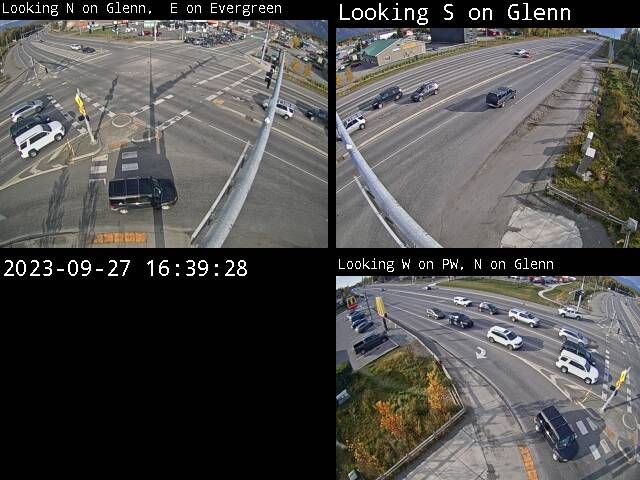 Looking N on Glenn, E on Evergreen
Looking S on Glenn
2023-09-27 16:39:28
Looking W on PW, N on Glenn